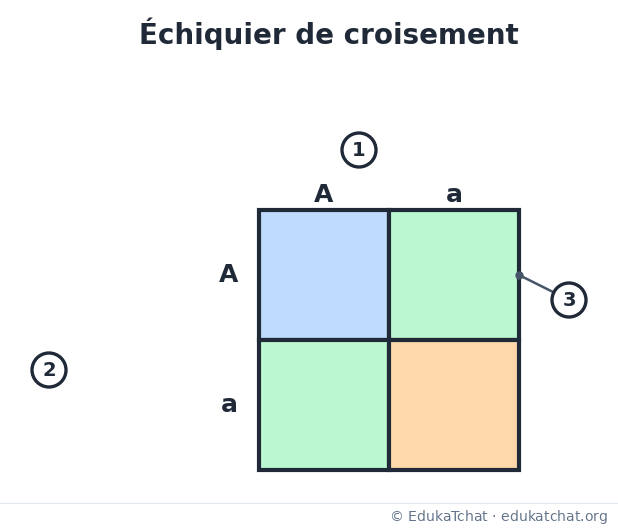 Échiquier de croisement
1
A a
A
3
2
a
© EdukaTchat · edukatchat.org